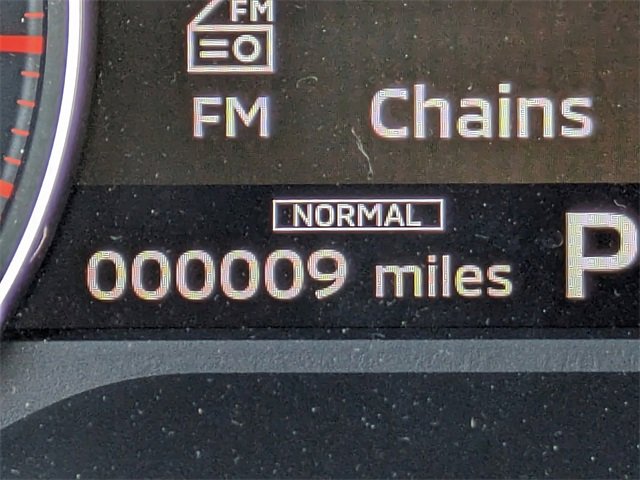 FM
FM Chains
NORMAL
000009 miles P